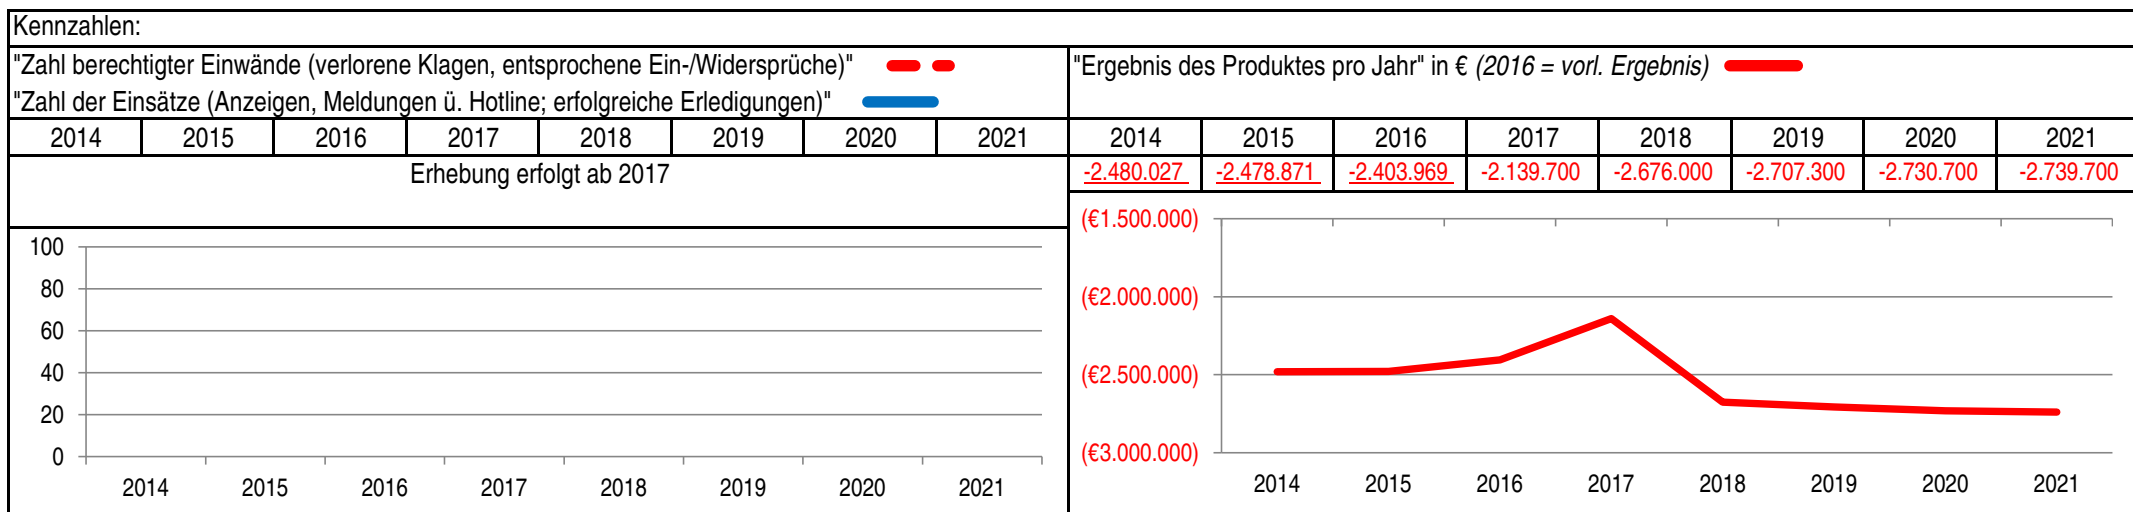 Kennzahlen:
"Zahl berechtigter Einwände (verlorene Klagen, entsprochene Ein-/Widersprüche)"
"Zahl der Einsätze (Anzeigen, Meldungen ü. Hotline; erfolgreiche Erledigungen)"
2014 2015 2016 2017 2018 2019 2020 2021
Erhebung erfolgt ab 2017
100
80
60
40
20
0
2014 2015 2016 2017 2018 2019 2020 2021
"Ergebnis des Produktes pro Jahr" in € (2016 = vorl. Ergebnis)
2014 2015 2016 2017 2018 2019 2020 2021
-2.480.027 -2.478.871 -2.403.969 -2.139.700 -2.676.000 -2.707.300 -2.730.700 -2.739.700
(€1.500.000)
(€2.000.000)
(€2.500.000)
(€3.000.000)
2014 2015 2016 2017 2018 2019 2020 2021